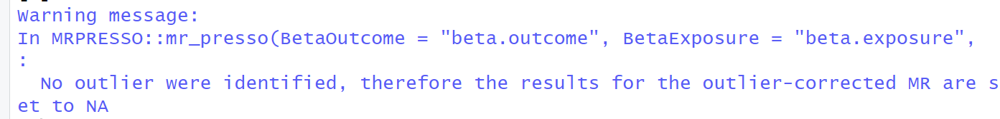 Warning message:
In MRPRESSO::mr_presso(BetaOutcome = "beta.outcome", BetaExposure = "beta.exposure",
:
  No outlier were identified, therefore the results for the outlier-corrected MR are s
et to NA